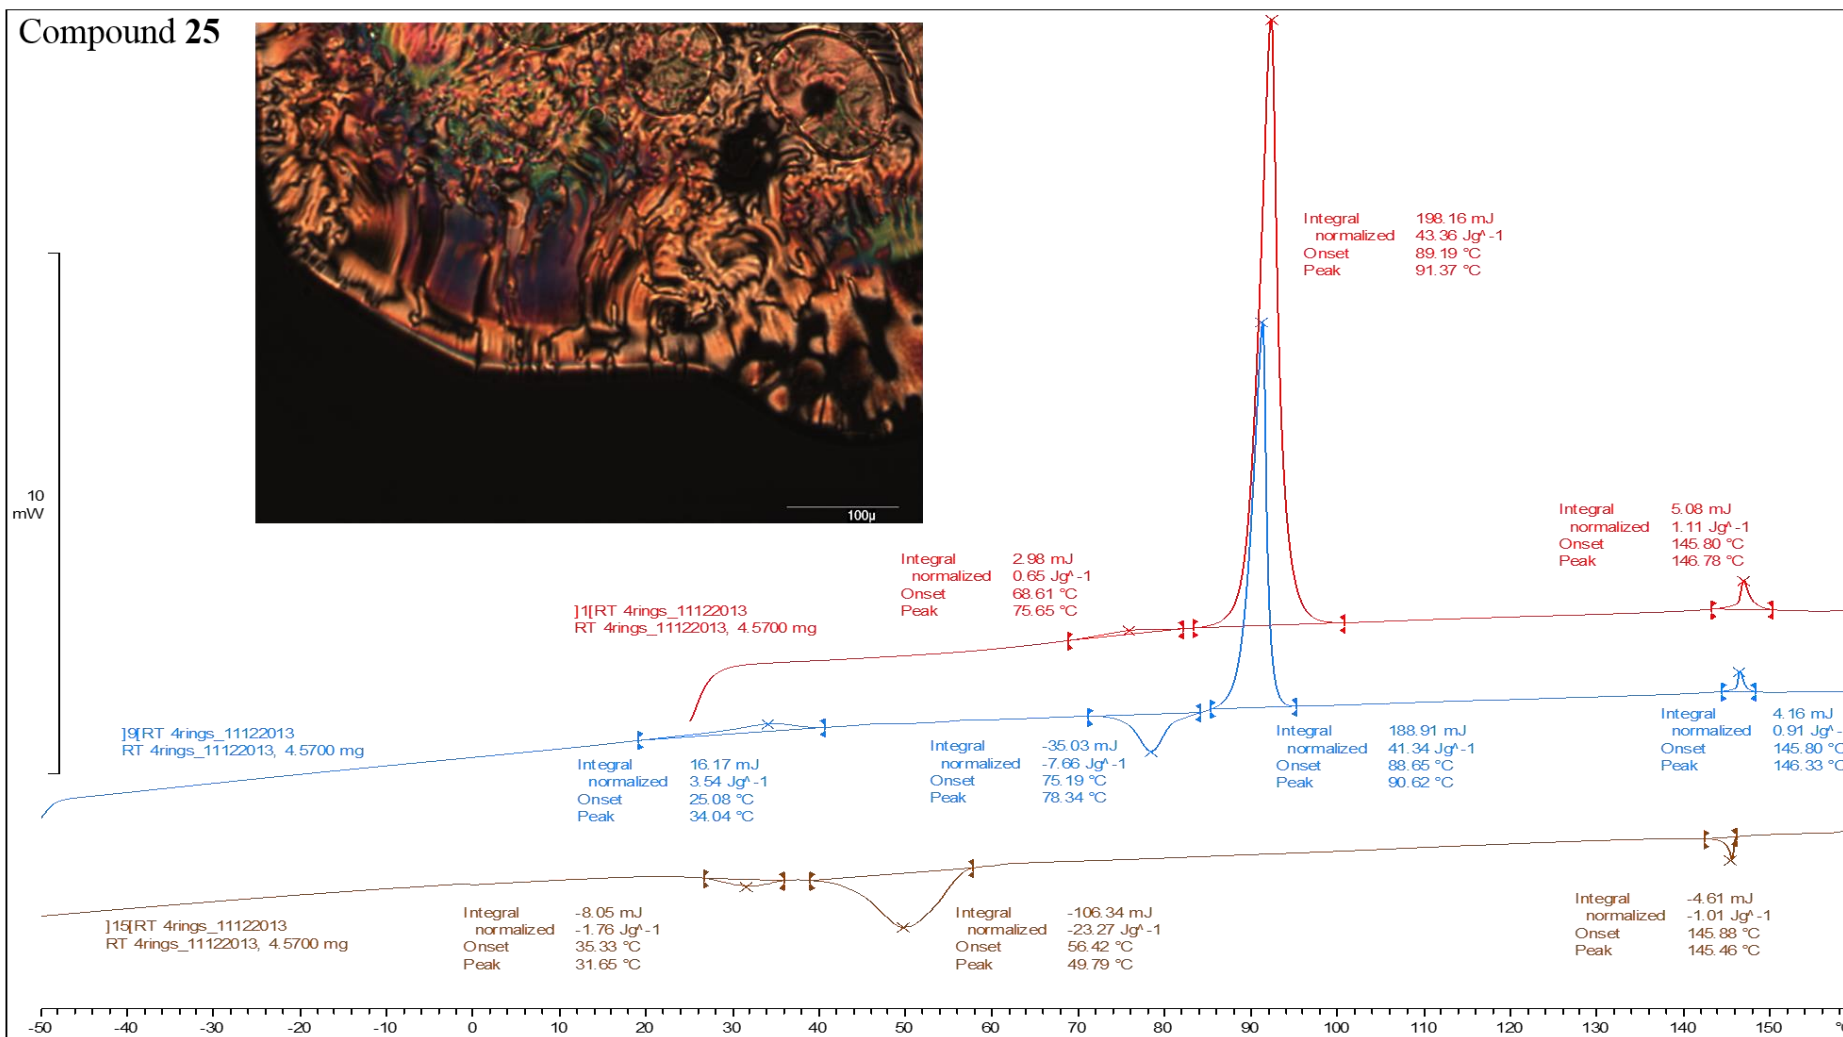 Compound 25
100µ
10
mW
Integral 198.16 mJ
normalized 43.36 Jg^-1
Onset 89.19 °C
Peak 91.37 °C
Integral 5.08 mJ
normalized 1.11 Jg^-1
Onset 145.80 °C
Peak 146.78 °C
Integral 2.98 mJ
normalized 0.65 Jg^-1
Onset 68.61 °C
Peak 75.65 °C
]1[RT 4rings_11122013
RT 4rings_11122013, 4.5700 mg
]9[RT 4rings_11122013
RT 4rings_11122013, 4.5700 mg
Integral 16.17 mJ
normalized 3.54 Jg^-1
Onset 25.08 °C
Peak 34.04 °C
Integral -35.03 mJ
normalized -7.66 Jg^-1
Onset 75.19 °C
Peak 78.34 °C
Integral 188.91 mJ
normalized 41.34 Jg^-1
Onset 88.65 °C
Peak 90.62 °C
Integral 4.16 mJ
normalized 0.91 Jg^-
Onset 145.80 °C
Peak 146.33 °C
]15[RT 4rings_11122013
RT 4rings_11122013, 4.5700 mg
Integral -8.05 mJ
normalized -1.76 Jg^-1
Onset 35.33 °C
Peak 31.65 °C
Integral -106.34 mJ
normalized -23.27 Jg^-1
Onset 56.42 °C
Peak 49.79 °C
Integral -4.61 mJ
normalized -1.01 Jg^-1
Onset 145.88 °C
Peak 145.46 °C
-50 -40 -30 -20 -10 0 10 20 30 40 50 60 70 80 90 100 110 120 130 140 150